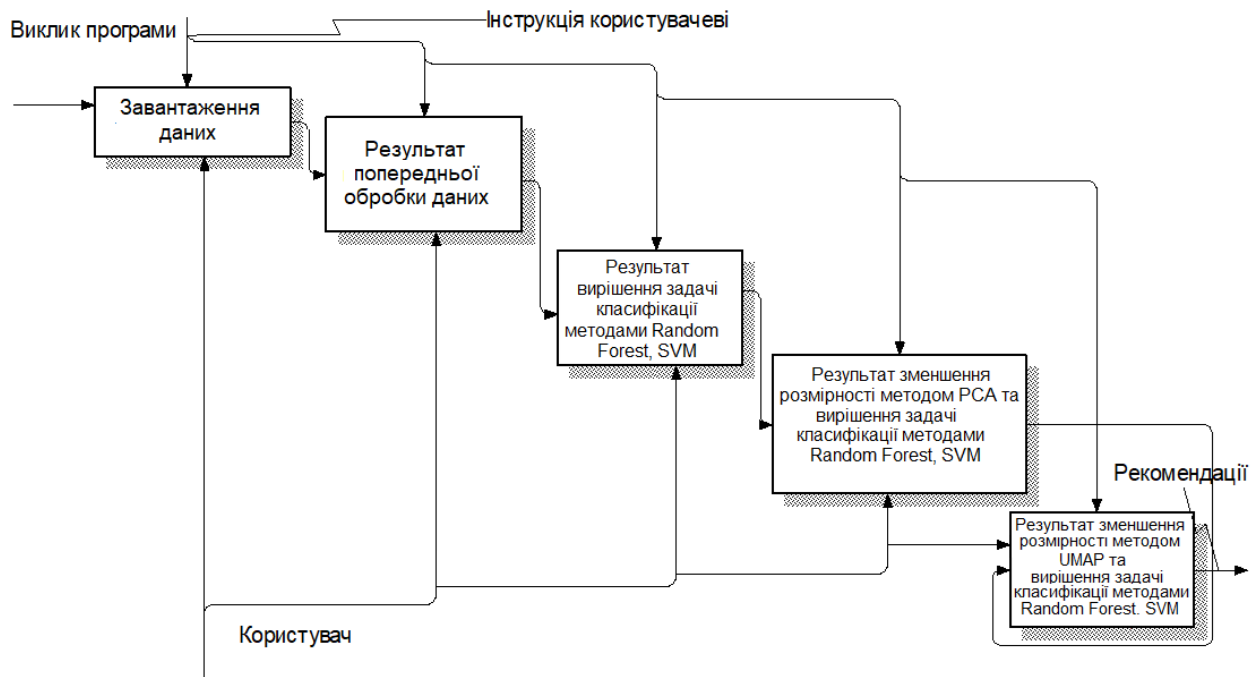 Виклик програми
Інструкція користувачеві
Завантаження
даних
Результат
попередньої
обробки даних
Результат
вирішення задачі
класифікації
методами Random
Forest, SVM
Результат зменшення
розмірності методом PCA та
вирішення задачі
класифікації методами
Random Forest, SVM
Рекомендації
Результат зменшення
розмірності методом
UMAP та
вирішення задачі
класифікації методами
Random Forest. SVM
Користувач